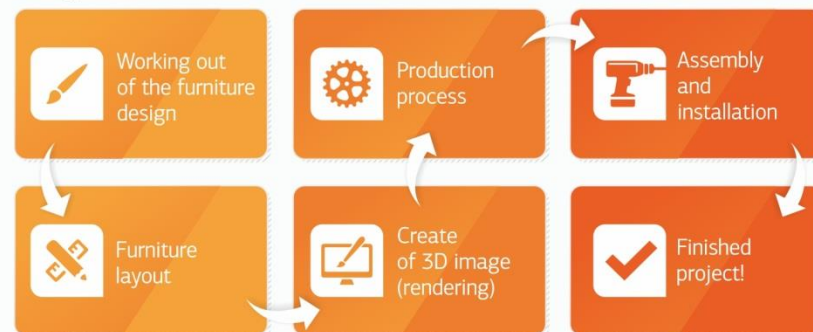 Working out
of the furniture
design
Furniture
layout
Create
of 3D image
(rendering)
Production
process
Assembly
and
installation
Finished
project!